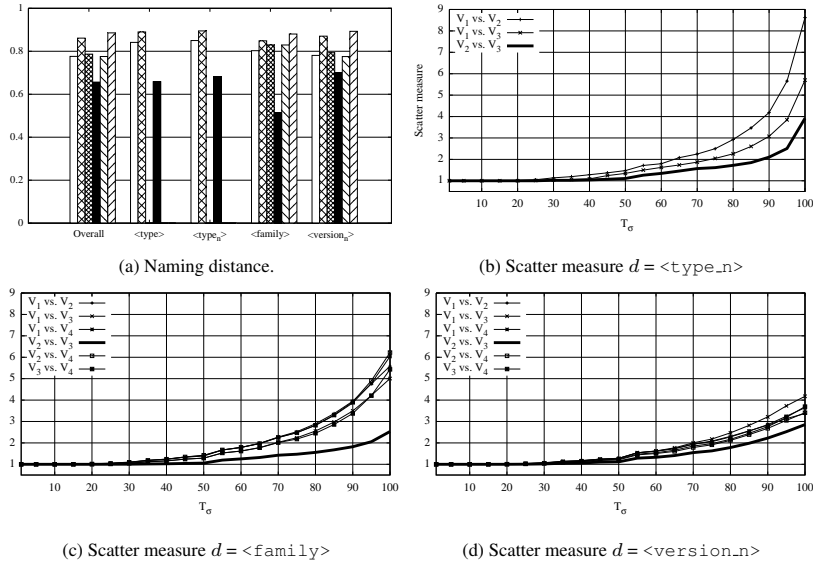 1
0.8
0.6
0.4
0.2
0
Overall <type> <type_n> <family> <version_n>
(a) Naming distance.
V_1 vs. V_2
V_1 vs. V_3
V_2 vs. V_3
Scatter measure
9
8
7
6
5
4
3
2
1
10 20 30 40 50 60 70 80 90 100
T_σ
(b) Scatter measure d = <type_n>
V_1 vs. V_2
V_1 vs. V_3
V_1 vs. V_4
V_2 vs. V_3
V_2 vs. V_4
V_3 vs. V_4
9
8
7
6
5
4
3
2
1
10 20 30 40 50 60 70 80 90 100
T_σ
(c) Scatter measure d = <family>
V_1 vs. V_2
V_1 vs. V_3
V_1 vs. V_4
V_2 vs. V_3
V_2 vs. V_4
V_3 vs. V_4
9
8
7
6
5
4
3
2
1
10 20 30 40 50 60 70 80 90 100
T_σ
(d) Scatter measure d = <version_n>